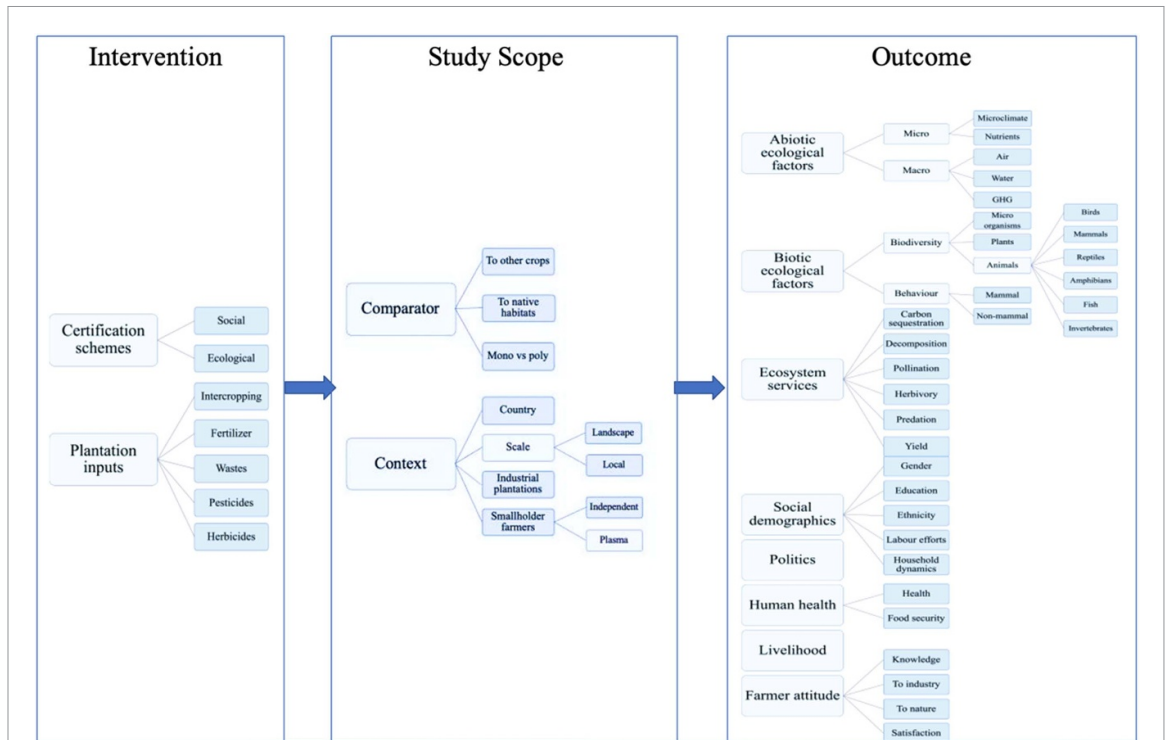 Intervention
Certification
schemes
Social
Ecological
Plantation
inputs
Intercropping
Fertilizer
Wastes
Pesticides
Herbicides
Study Scope
Comparator
To other crops
To native
habitats
Mono vs poly
Context
Country
Scale
Landscape
Local
Industrial
plantations
Smallholder
farmers
Independent
Plasma
Outcome
Abiotic
ecological
factors
Micro
Microclimate
Nutrients
Macro
Air
Water
GHG
Biotic
ecological
factors
Biodiversity
Micro
organisms
Plants
Animals
Birds
Mammals
Reptiles
Amphibians
Fish
Invertebrates
Behaviour
Mammal
Non-mammal
Ecosystem
services
Carbon
sequestration
Decomposition
Pollination
Herbivory
Predation
Yield
Social
demographics
Gender
Education
Ethnicity
Labour efforts
Household
dynamics
Politics
Human health
Health
Food security
Livelihood
Farmer attitude
Knowledge
To industry
To nature
Satisfaction